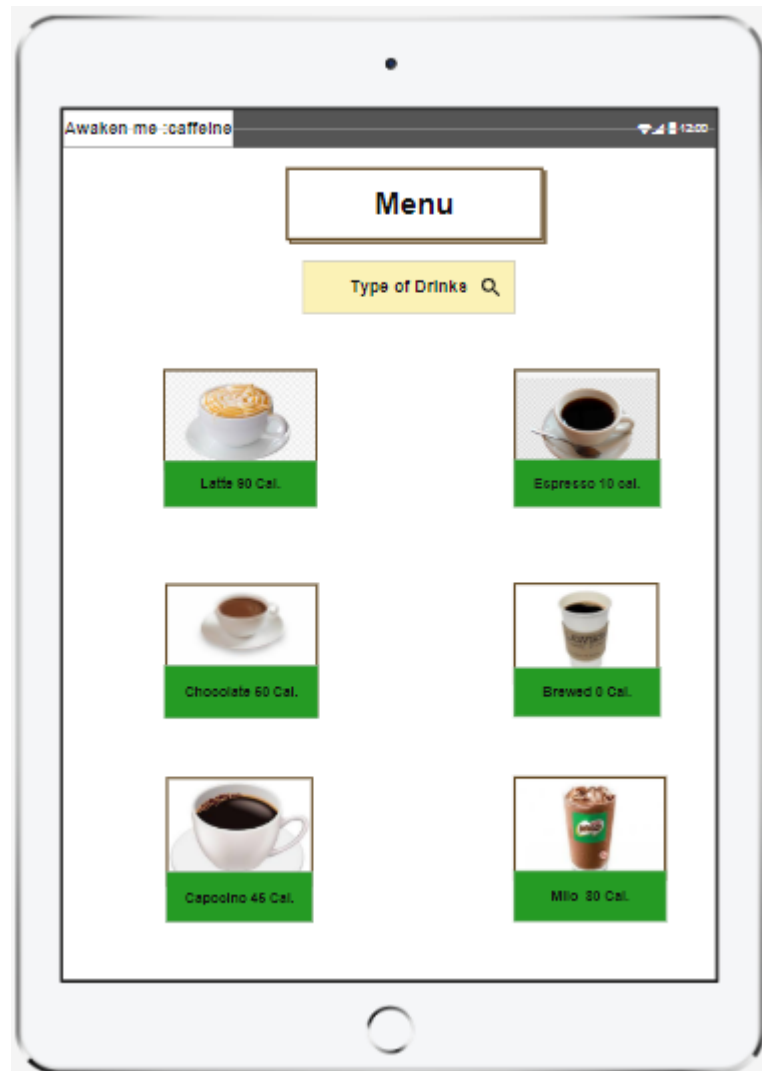 Awaken me :caffeine
12:00
Menu
Type of Drinks
Latte 90 Cal.
Espresso 10 cal.
Chocolate 60 Cal.
Brewed 0 Cal.
Capocino 45 Cal.
Milo 80 Cal.